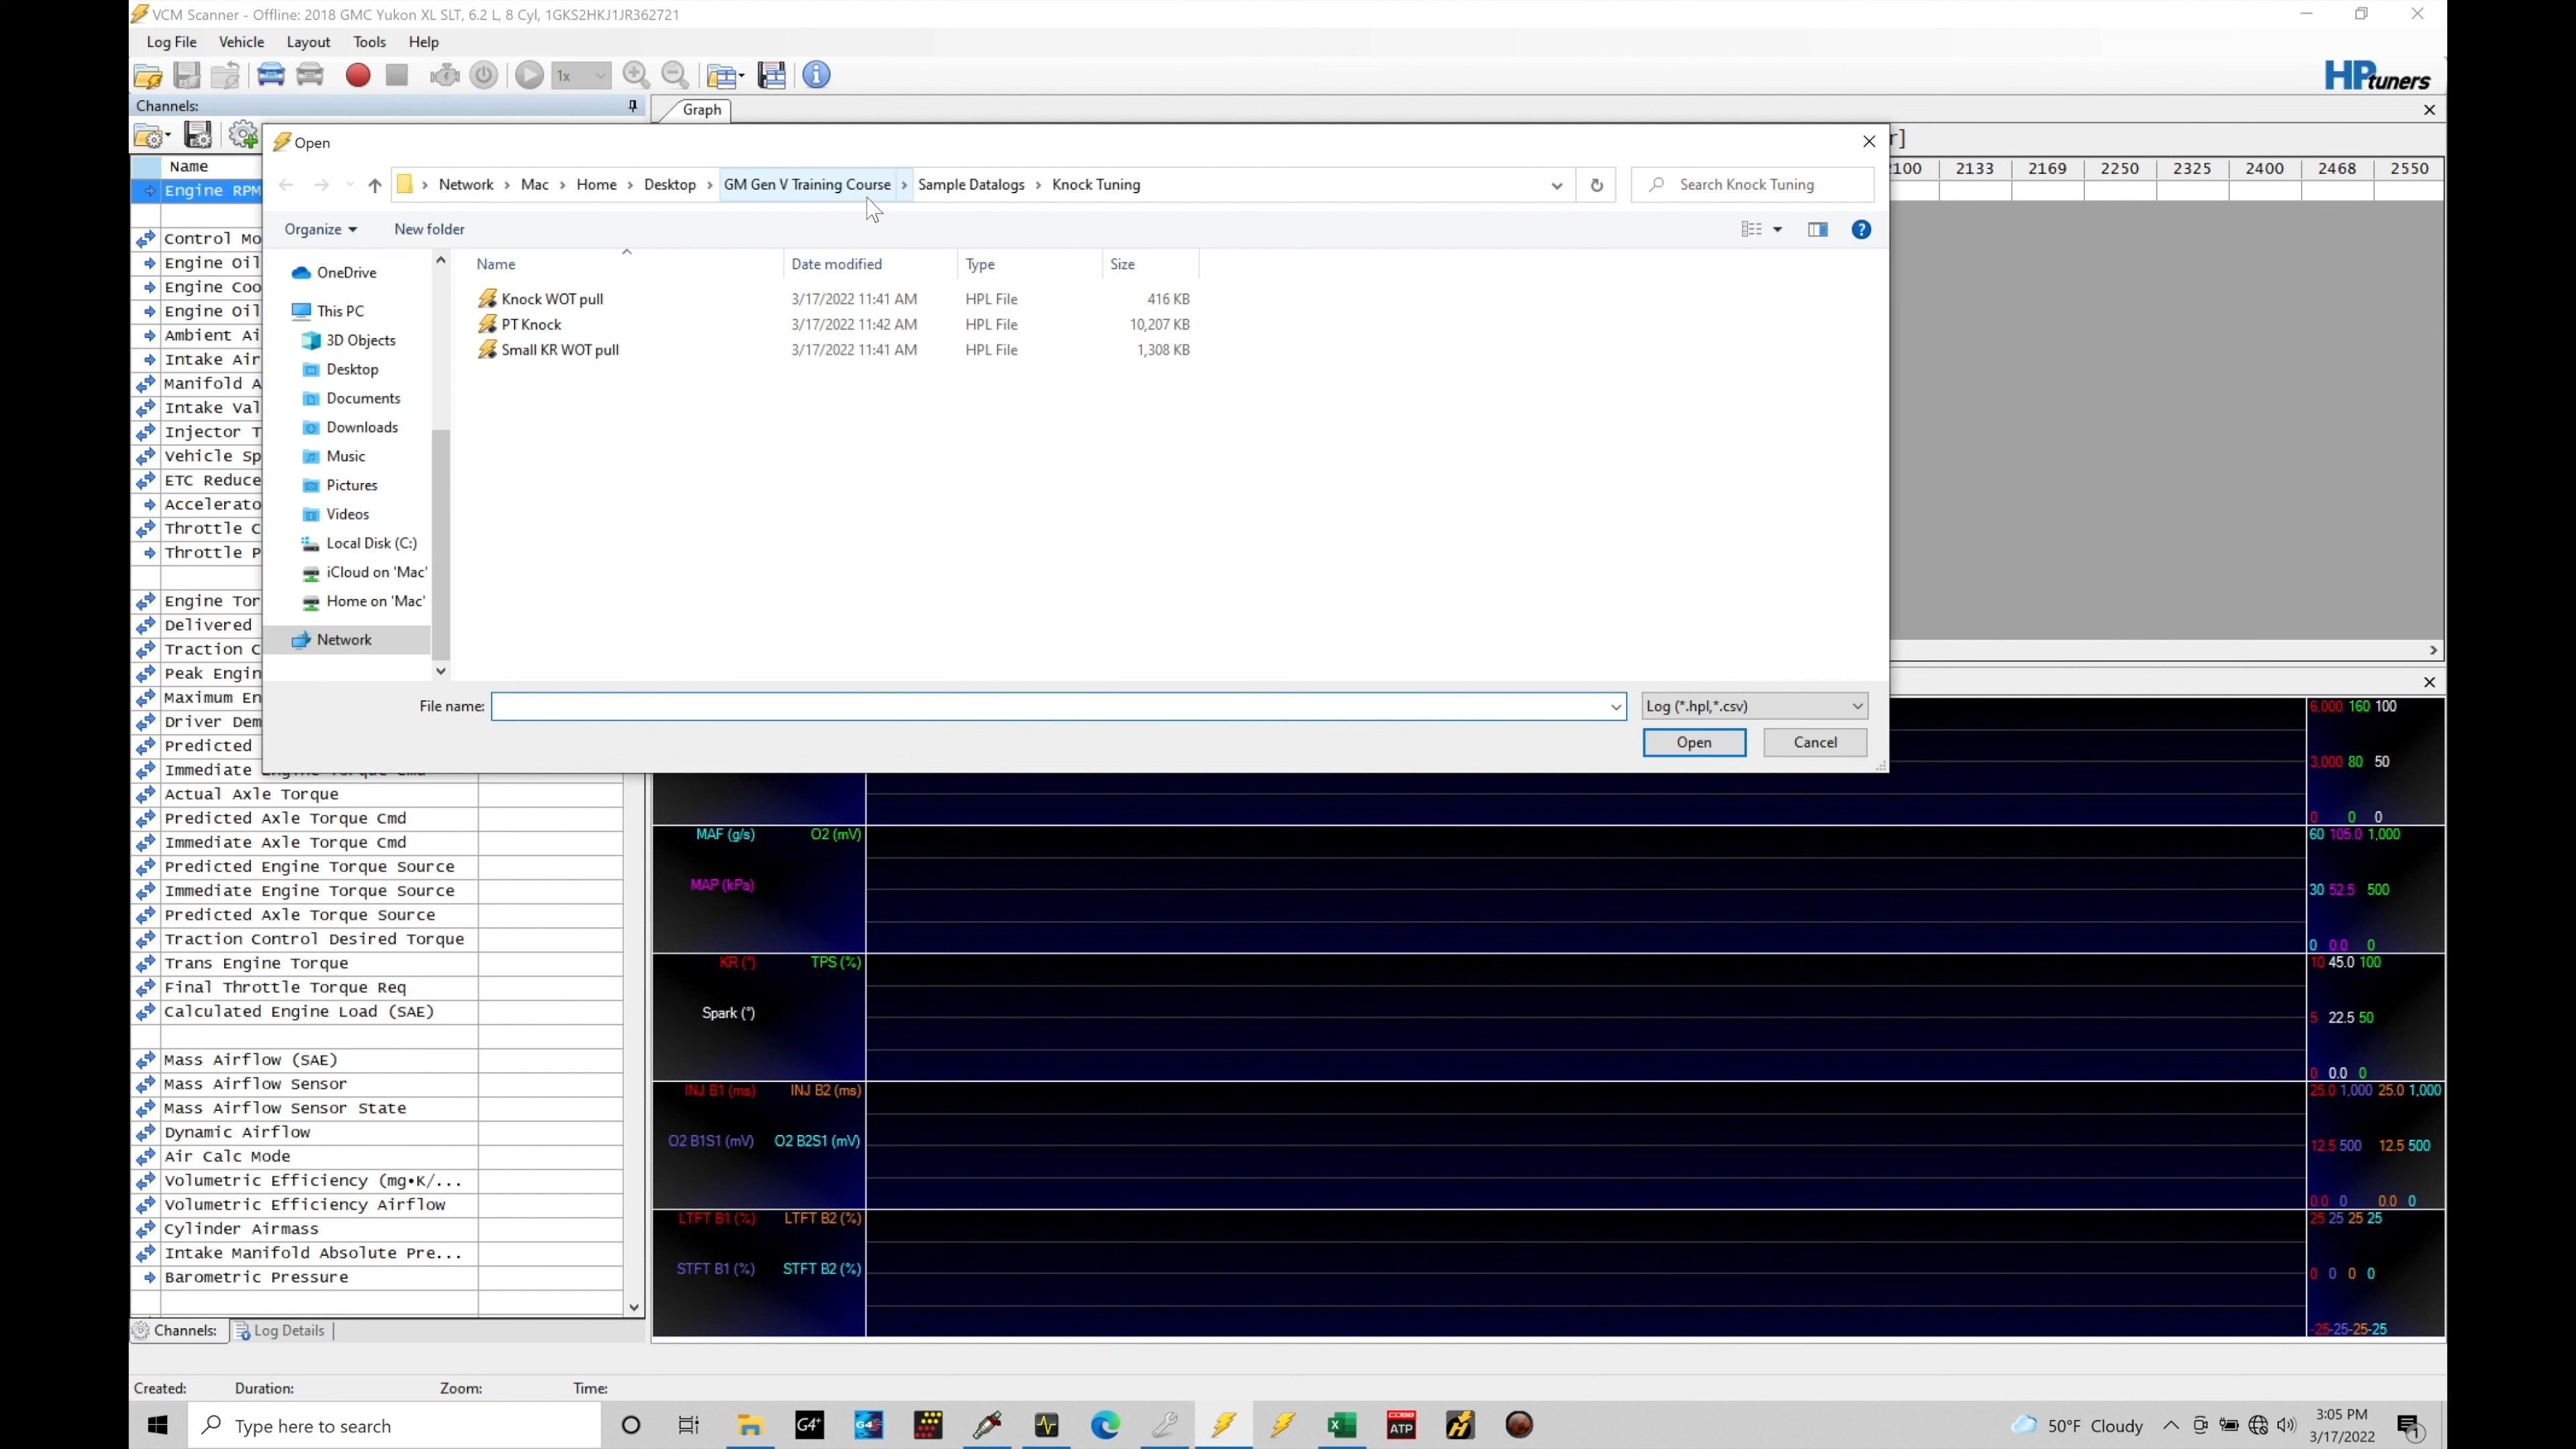 VCM Scanner - Offline: 2018 GMC Yukon XL SLT, 6.2 L, 8 Cyl, 1GKS2HKJ1JR362721
Log File Vehicle Layout Tools Help
1x
HPtuners
Channels:
Graph
Open
r]
Network Mac Home Desktop GM Gen V Training Course Sample Datalogs Knock Tuning
Search Knock Tuning
Organize New folder
Name Date modified Type Size
Knock WOT pull 3/17/2022 11:41 AM HPL File 416 KB
PT Knock 3/17/2022 11:42 AM HPL File 10,207 KB
Small KR WOT pull 3/17/2022 11:41 AM HPL File 1,308 KB
OneDrive
This PC
3D Objects
Desktop
Documents
Downloads
Music
Pictures
Videos
Local Disk (C:)
iCloud on 'Mac'
Home on 'Mac'
Network
File name:
Log (*.hpl,*.csv)
Open Cancel
2100 2133 2169 2250 2325 2400 2468 2550
Name
Engine RPM
Control Mo
Engine Oil
Engine Coo
Engine Oil
Ambient Ai
Intake Air
Manifold A
Intake Val
Injector T
Vehicle Sp
ETC Reduce
Accelerato
Throttle C
Throttle P
Engine Tor
Delivered
Traction C
Peak Engin
Maximum En
Driver Dem
Predicted
Immediate Engine Torque Cmd
Actual Axle Torque
Predicted Axle Torque Cmd
Immediate Axle Torque Cmd
Predicted Engine Torque Source
Immediate Engine Torque Source
Predicted Axle Torque Source
Traction Control Desired Torque
Trans Engine Torque
Final Throttle Torque Req
Calculated Engine Load (SAE)
Mass Airflow (SAE)
Mass Airflow Sensor
Mass Airflow Sensor State
Dynamic Airflow
Air Calc Mode
Volumetric Efficiency (mg•K/...
Volumetric Efficiency Airflow
Cylinder Airmass
Intake Manifold Absolute Pre...
Barometric Pressure
Channels: Log Details
6,000 160 100
3,000 80 50
0 0 0
MAF (g/s) O2 (mV)
MAP (kPa)
60 105.0 1,000
30 52.5 500
0 0.0 0
KR (°) TPS (%)
Spark (°)
10 45.0 100
5 22.5 50
0 0.0 0
INJ B1 (ms) INJ B2 (ms)
O2 B1S1 (mV) O2 B2S1 (mV)
25.0 1,000 25.0 1,000
12.5 500 12.5 500
0.0 0 0.0 0
LTFT B1 (%) LTFT B2 (%)
STFT B1 (%) STFT B2 (%)
25 25 25 25
0 0 0 0
-25 -25 -25 -25
Created: Duration: Zoom: Time:
Type here to search
G4+
G4
X
COBB
ATP
50°F Cloudy
3:05 PM
3/17/2022
1